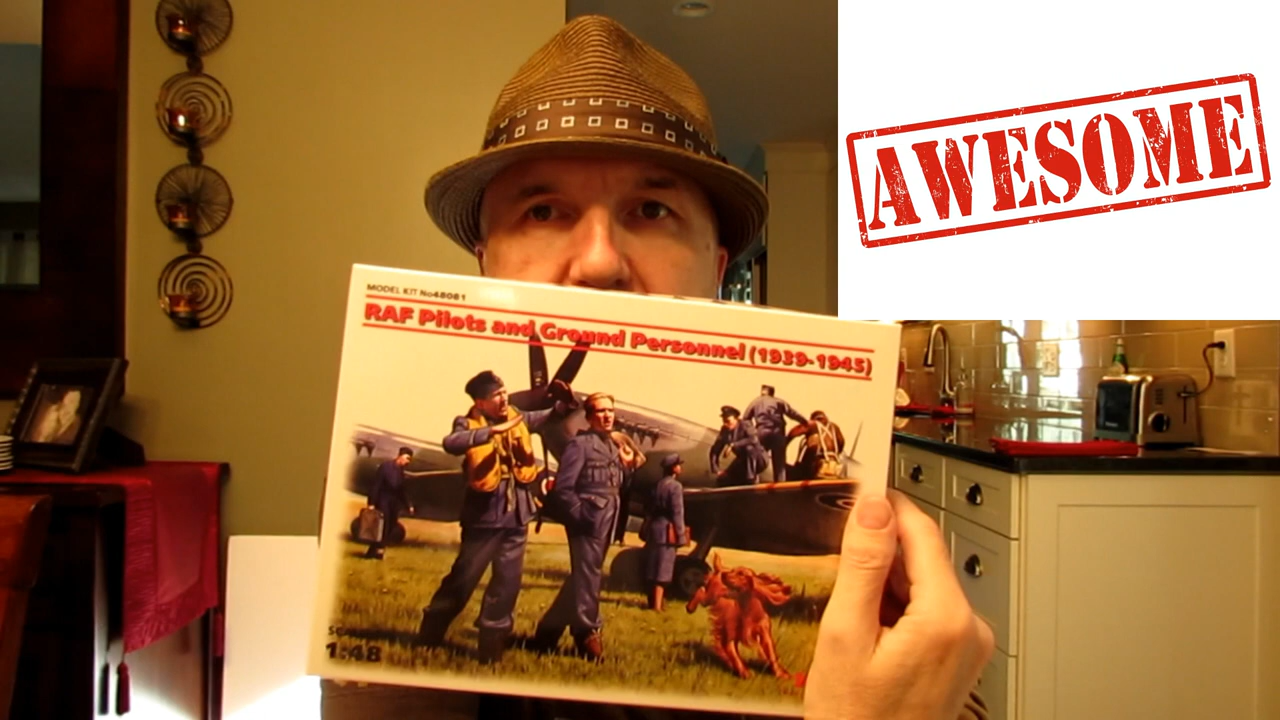 AWESOME
MODEL KIT No48081
RAF Pilots and Ground Personnel (1939-1945)
1:48